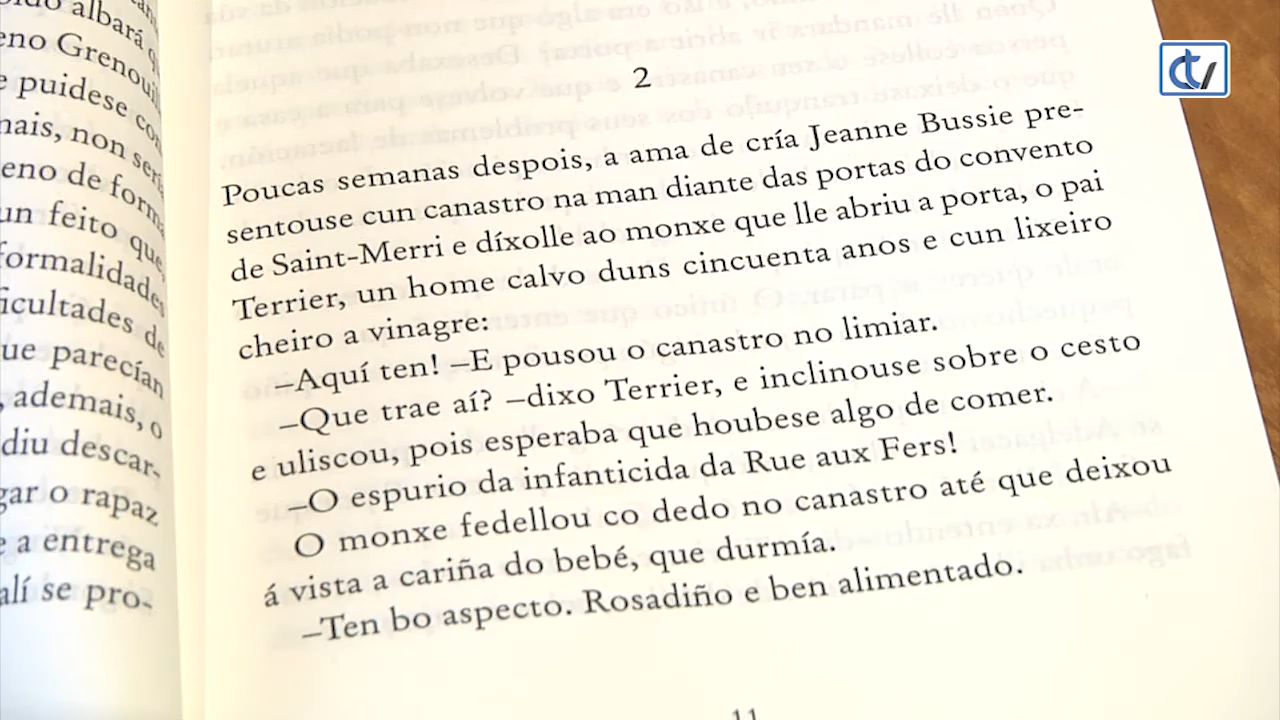 albará
eno Grenouil
e puidese con
nais, non serí
eno de forma
un feito que,
formalidades
ficultades de
ue parecían
, ademais, o
diu descar-
gar o rapaz
a entrega
alí se pro-
2
Poucas semanas despois, a ama de cría Jeanne Bussie pre-
sentouse cun canastro na man diante das portas do convento
de Saint-Merri e díxolle ao monxe que lle abriu a porta, o pai
Terrier, un home calvo duns cincuenta anos e cun lixeiro
cheiro a vinagre:
–Aquí ten! –E pousou o canastro no limiar.
–Que trae aí? –dixo Terrier, e inclinouse sobre o cesto
e uliscou, pois esperaba que houbese algo de comer.
–O espurio da infanticida da Rue aux Fers!
O monxe fedellou co dedo no canastro até que deixou
á vista a cariña do bebé, que durmía.
–Ten bo aspecto. Rosadiño e ben alimentado.
11
ctv